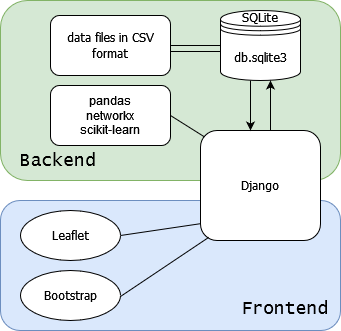 data files in CSV
format
SQLite
db.sqlite3
pandas
networkx
scikit-learn
Backend
Django
Leaflet
Bootstrap
Frontend